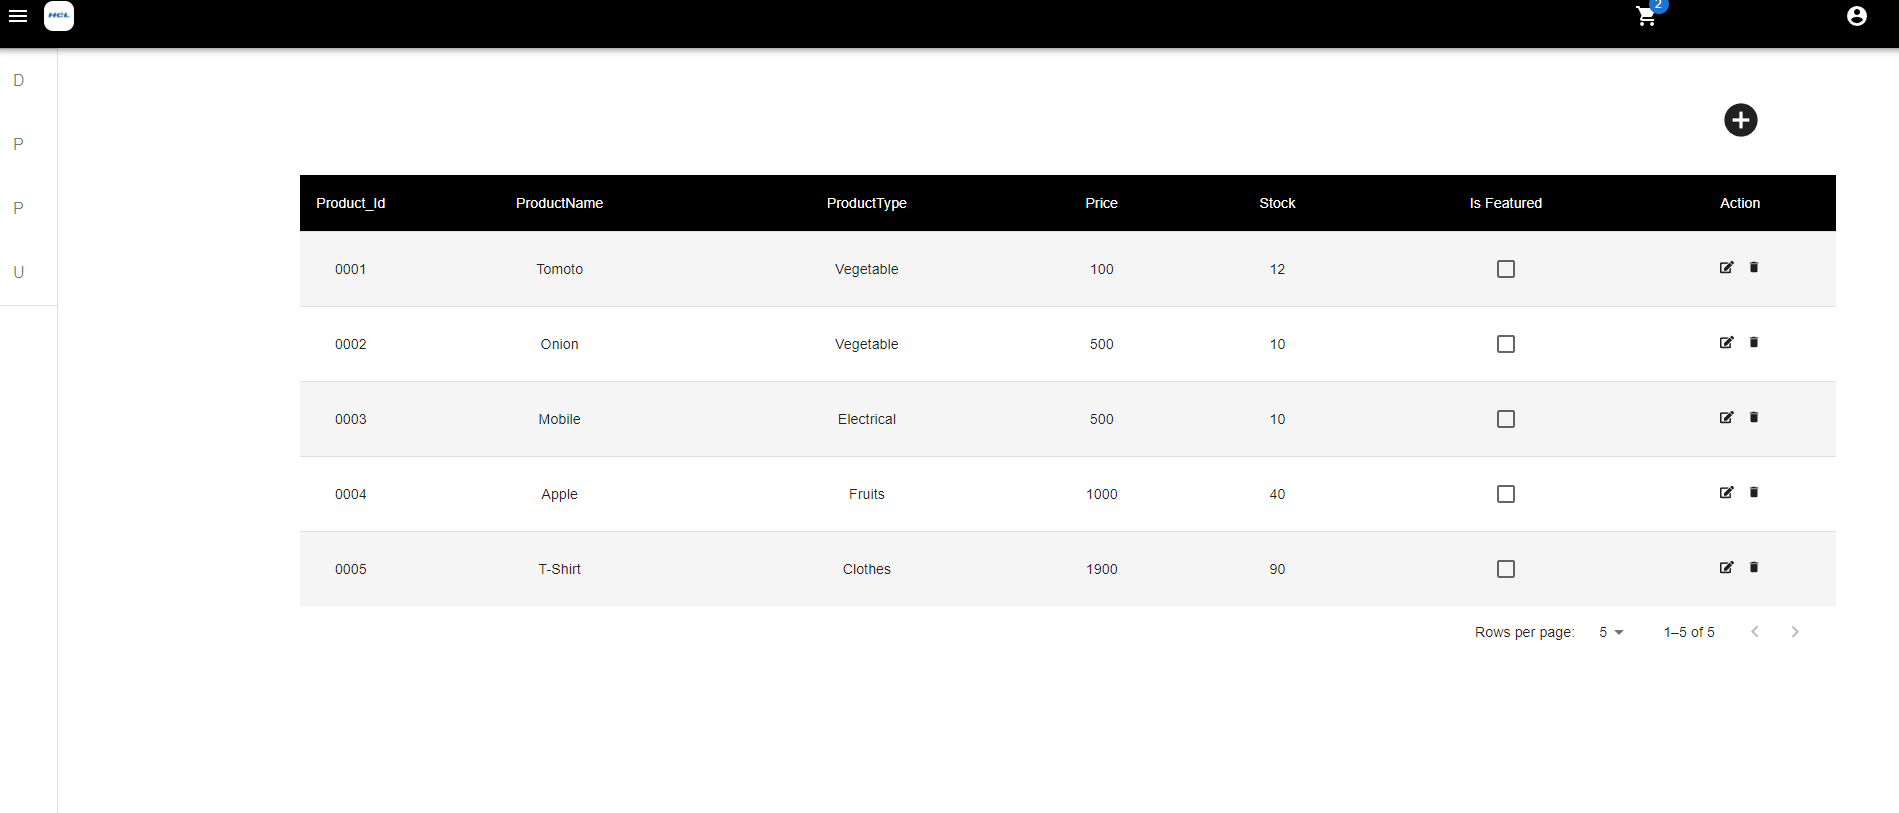 HCL
2
D
P
P
U
Product_Id ProductName ProductType Price Stock Is Featured Action
0001 Tomoto Vegetable 100 12
0002 Onion Vegetable 500 10
0003 Mobile Electrical 500 10
0004 Apple Fruits 1000 40
0005 T-Shirt Clothes 1900 90
Rows per page: 5 1–5 of 5